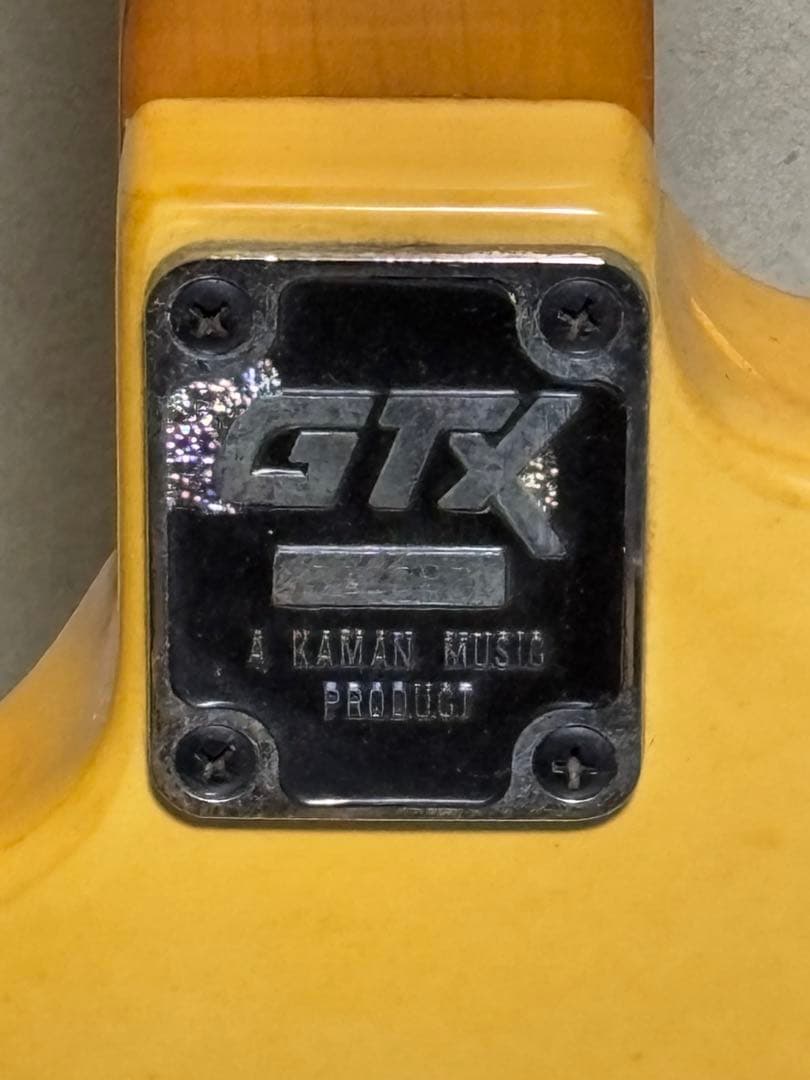 GTX
A KAMAN MUSIC
PRODUCT